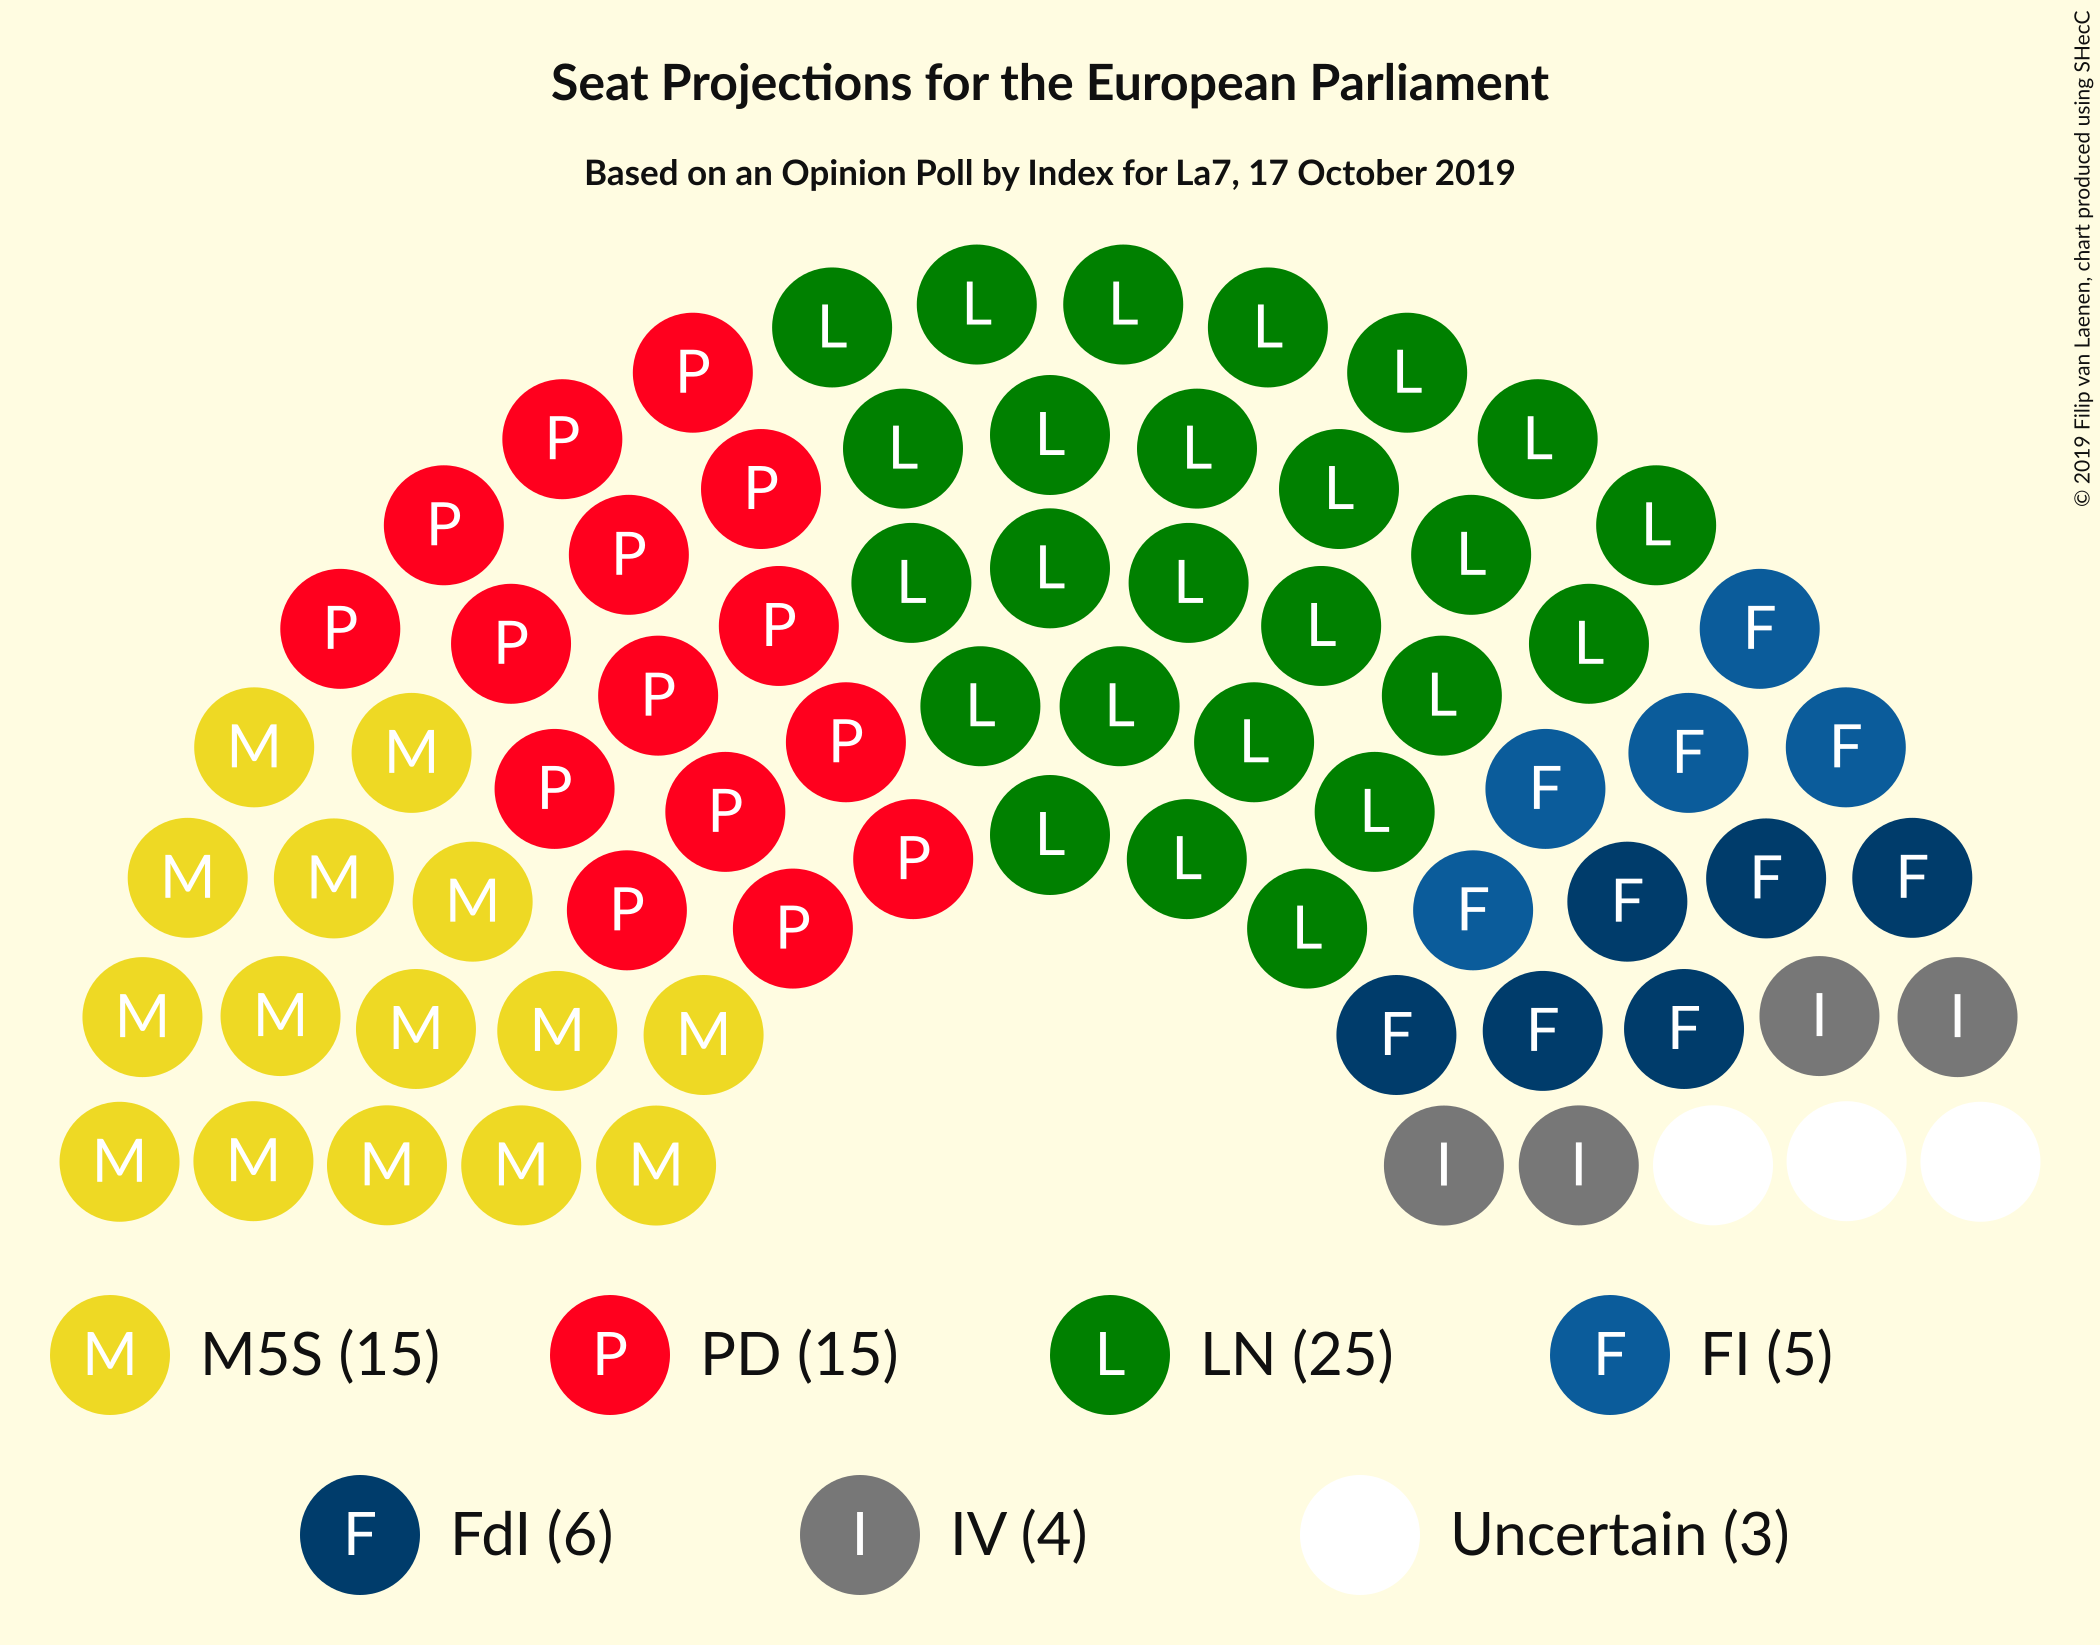 Seat Projections for the European Parliament
Based on an Opinion Poll by Index for La7, 17 October 2019
© 2019 Filip van Laenen, chart produced using SHecC
L L L L
P L
P L
L L L
P L
P P L
P L
L L L
P L
P P L L
P F
L L
P L
P L
M M F F
P F
P L
L
P L
M M F F
M F
P F
P L
M M I I
M M F F
M F
M M M M M I I
M M5S (15) P PD (15) L LN (25) F FI (5)
F FdI (6) I IV (4) Uncertain (3)